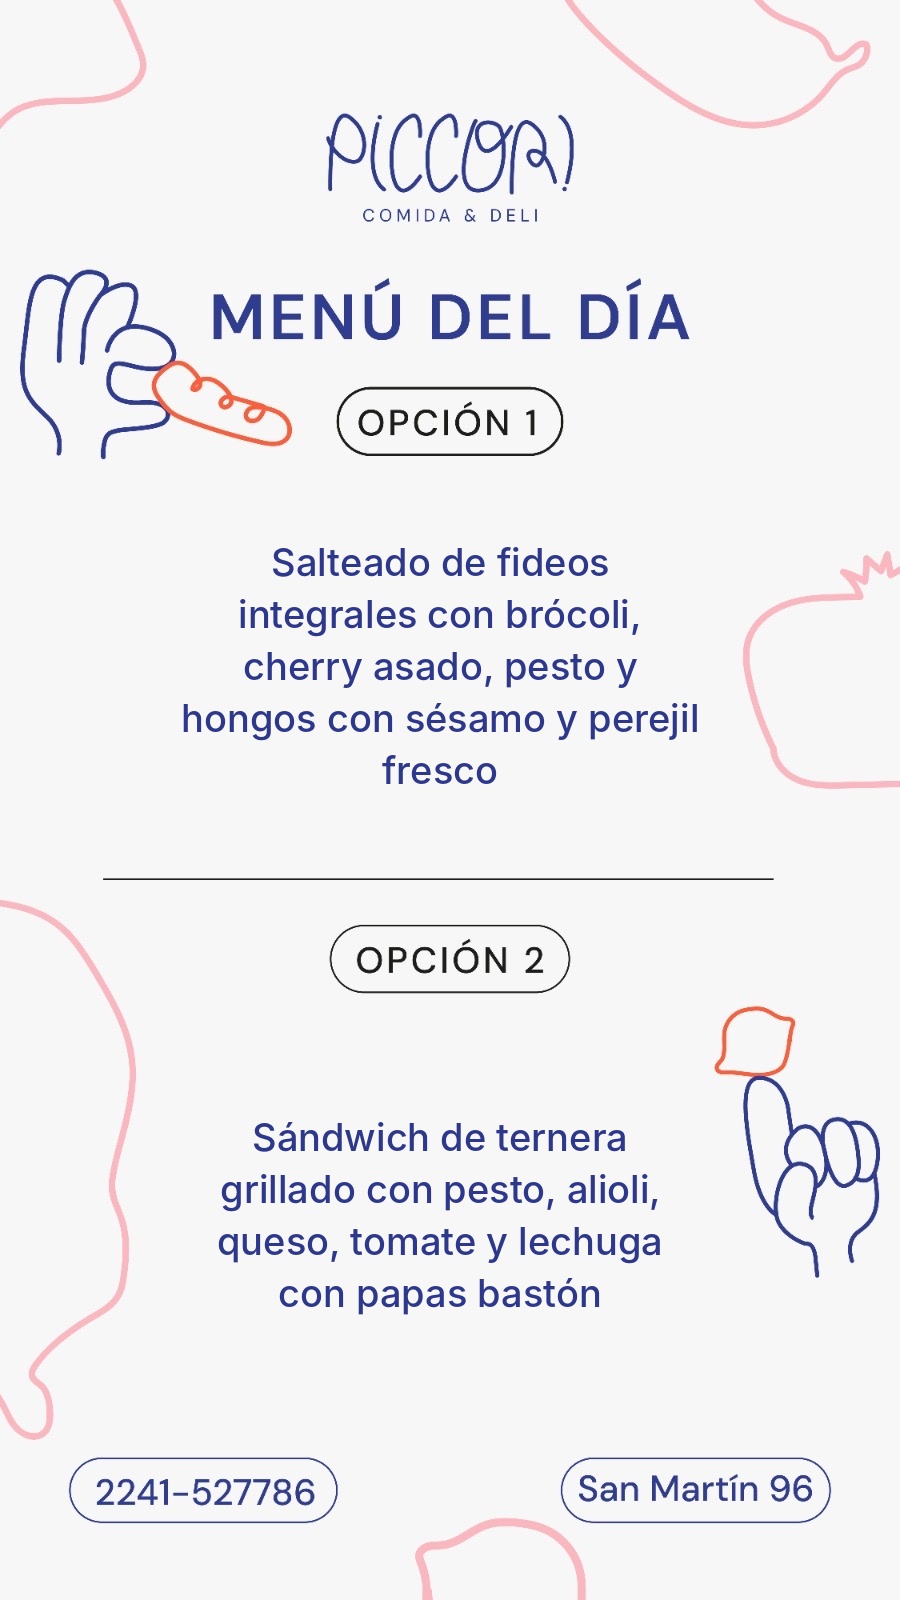 PiCCOR!
COMIDA & DELI
MENÚ DEL DÍA
OPCIÓN 1
Salteado de fideos
integrales con brócoli,
cherry asado, pesto y
hongos con sésamo y perejil
fresco
OPCIÓN 2
Sándwich de ternera
grillado con pesto, alioli,
queso, tomate y lechuga
con papas bastón
2241-527786
San Martín 96